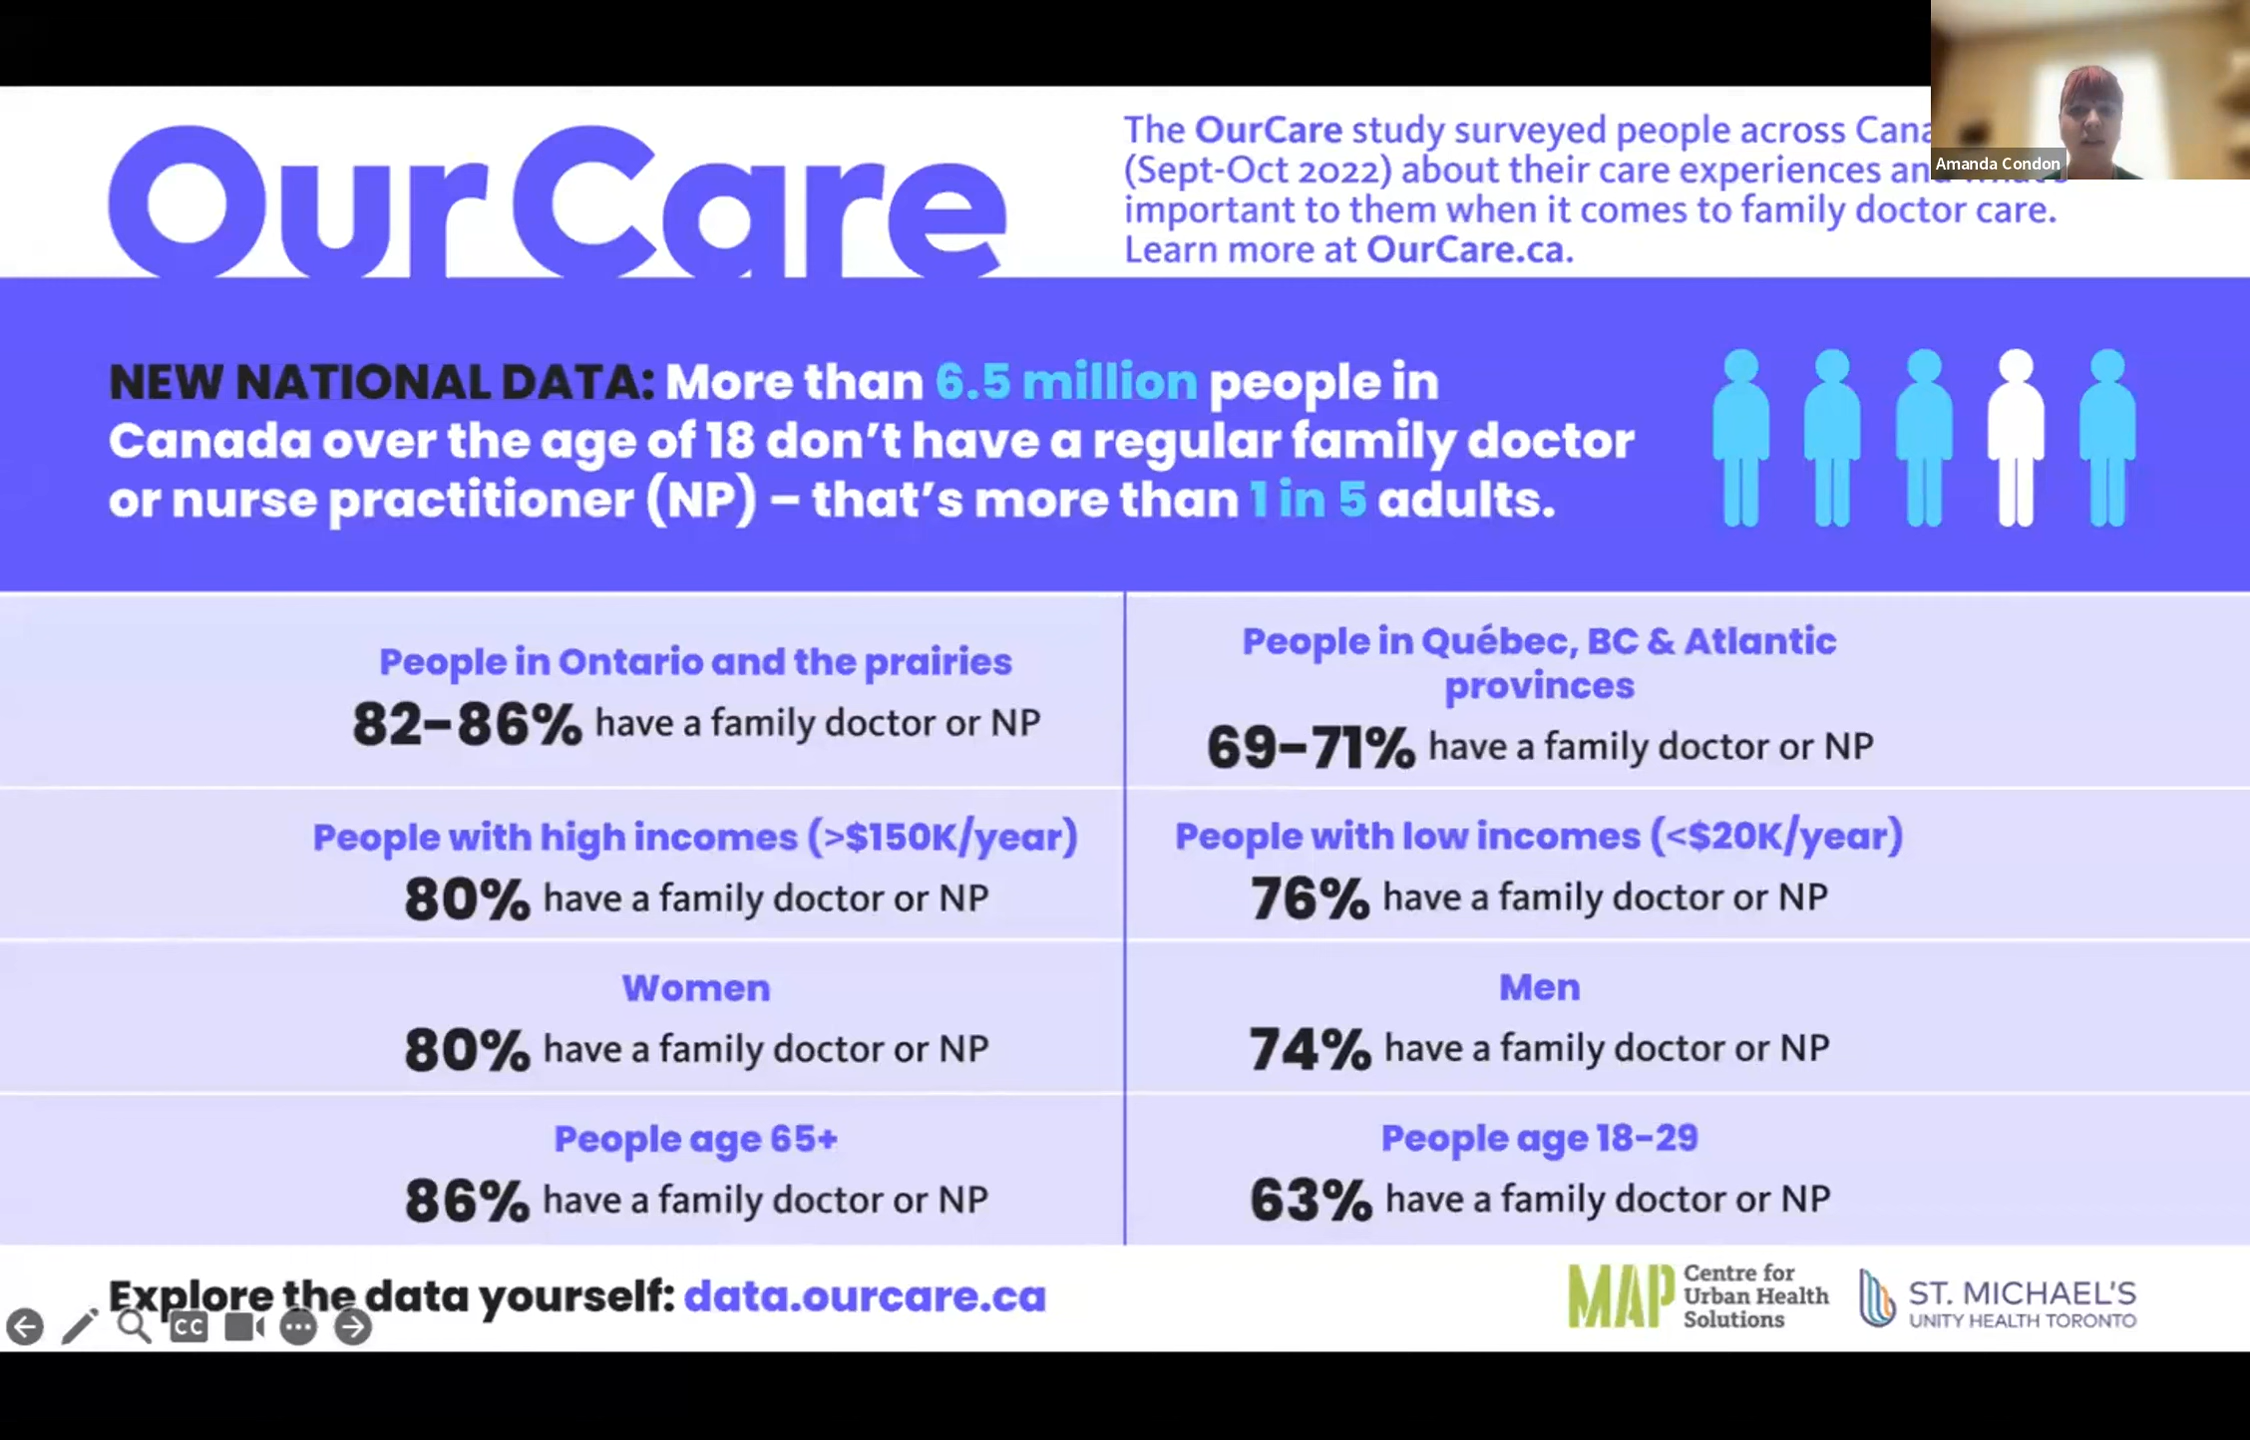 OurCare
The OurCare study surveyed people across
(Sept-Oct 2022) about their care experiences
important to them when it comes to family doctor care.
Learn more at OurCare.ca.
Amanda Condon
NEW NATIONAL DATA: More than 6.5 million people in
Canada over the age of 18 don't have a regular family doctor
or nurse practitioner (NP) – that's more than 1 in 5 adults.
People in Ontario and the prairies
82–86% have a family doctor or NP
People in Québec, BC & Atlantic
provinces
69–71% have a family doctor or NP
People with high incomes (>$150K/year)
80% have a family doctor or NP
People with low incomes (<$20K/year)
76% have a family doctor or NP
Women
80% have a family doctor or NP
Men
74% have a family doctor or NP
People age 65+
86% have a family doctor or NP
People age 18–29
63% have a family doctor or NP
Explore the data yourself: data.ourcare.ca
CC
MAP
Centre for
Urban Health
Solutions
ST. MICHAEL'S
UNITY HEALTH TORONTO